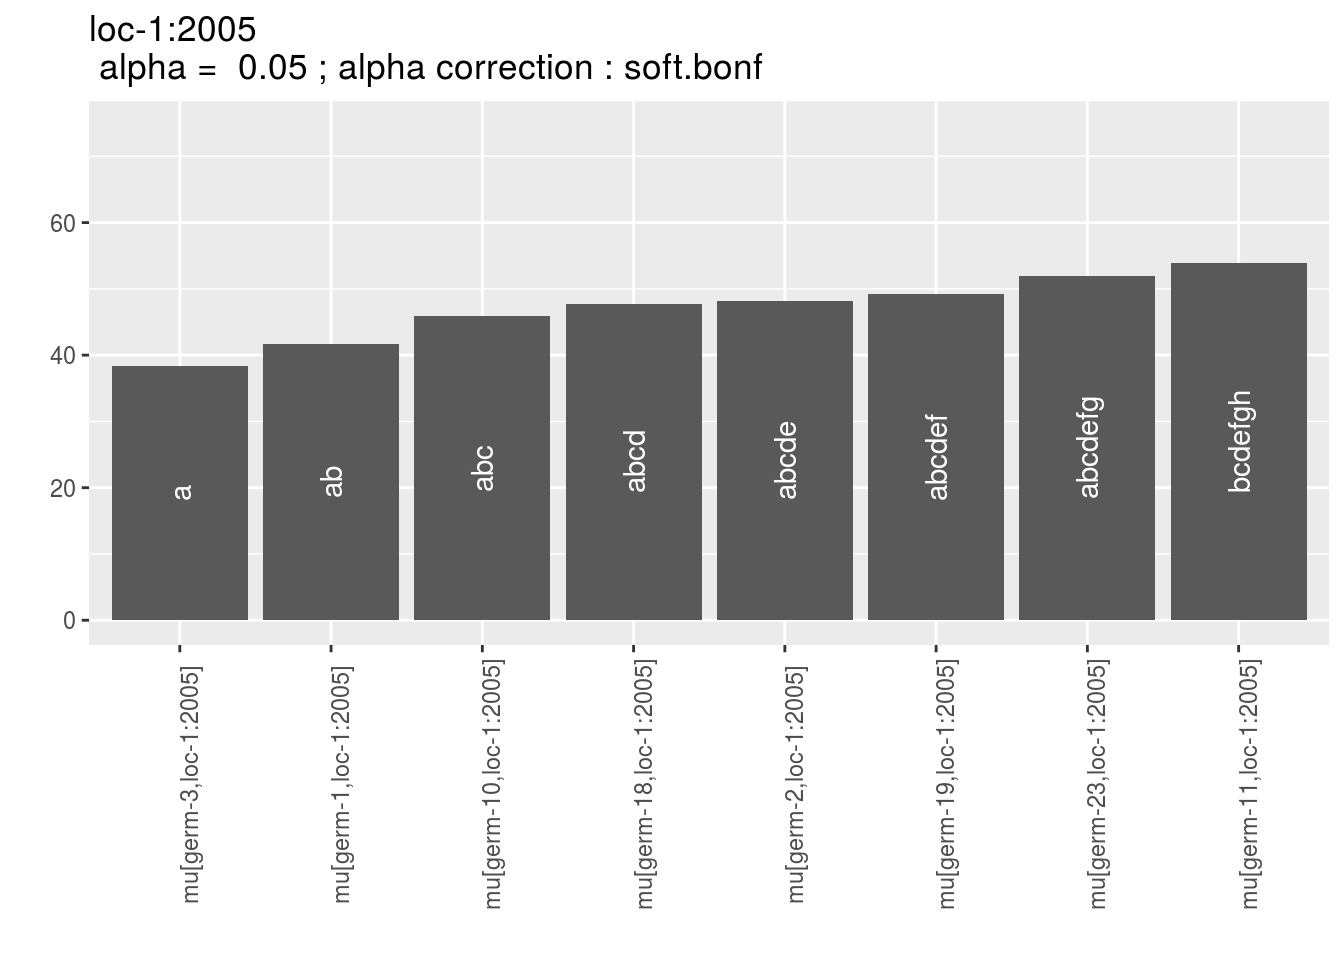 loc-1:2005
alpha =  0.05 ; alpha correction : soft.bonf
60
40
20
0
a
ab
abc
abcd
abcde
abcdef
abcdefg
bcdefgh
mu[germ-3,loc-1:2005]
mu[germ-1,loc-1:2005]
mu[germ-10,loc-1:2005]
mu[germ-18,loc-1:2005]
mu[germ-2,loc-1:2005]
mu[germ-19,loc-1:2005]
mu[germ-23,loc-1:2005]
mu[germ-11,loc-1:2005]